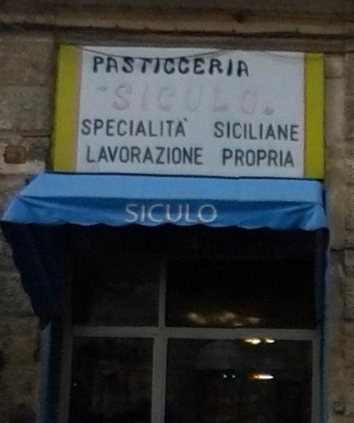 PASTICCERIA
"SICULO"
SPECIALITA' SICILIANE
LAVORAZIONE PROPRIA
SICULO